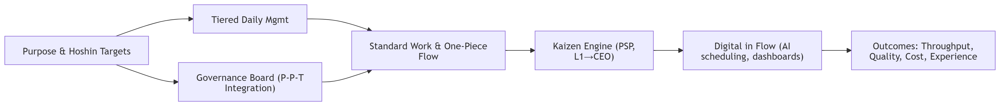 Purpose & Hoshin Targets
Tiered Daily Mgmt
Governance Board (P-P-T
Integration)
Standard Work & One-Piece
Flow
Kaizen Engine (PSP,
L1→CEO)
Digital in Flow (AI
scheduling, dashboards)
Outcomes: Throughput,
Quality, Cost, Experience